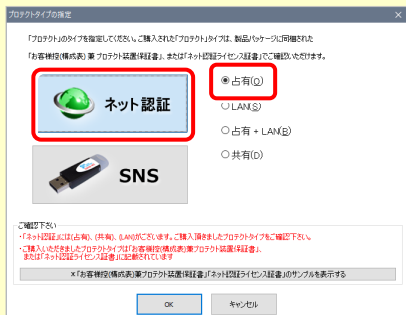 プロテクトタイプの指定
「プロテクト」のタイプを指定してください。ご購入された「プロテクト」タイプは、製品パッケージに同梱された
「お客様控(構成表) 兼 プロテクト装置保証書」、または「ネット認証ライセンス証書」でご確認いただけます。
ネット認証
SNS
占有(O)
LAN(S)
占有 + LAN(B)
共有(D)
ご確認下さい
・「ネット認証」には(占有)、(共有)、(LAN)がございます。ご購入頂きましたプロテクトタイプをご確認下さい。
・ご購入いただきましたプロテクトタイプは「お客様控(構成表)兼プロテクト装置保証書」、
または「ネット認証ライセンス証書」に記載されています
×「お客様控(構成表)兼プロテクト装置保証書」「ネット認証ライセンス証書」のサンプルを表示する
OK
キャンセル